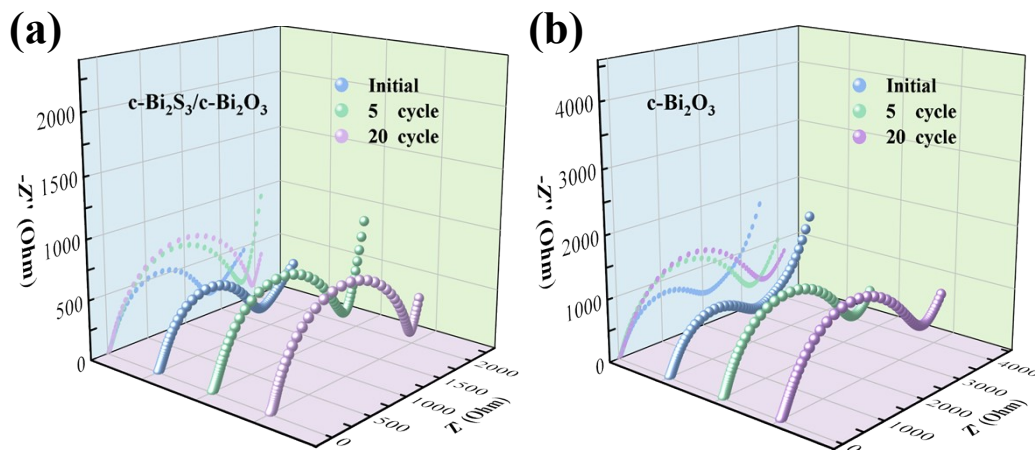 (a)
c-Bi₂S₃/c-Bi₂O₃
Initial
5 cycle
20 cycle
2000
1500
1000
500
0
-Z'' (Ohm)
0
500
1000
1500
2000
Z' (Ohm)
(b)
c-Bi₂O₃
Initial
5 cycle
20 cycle
4000
3000
2000
1000
0
-Z'' (Ohm)
0
1000
2000
3000
4000
Z' (Ohm)